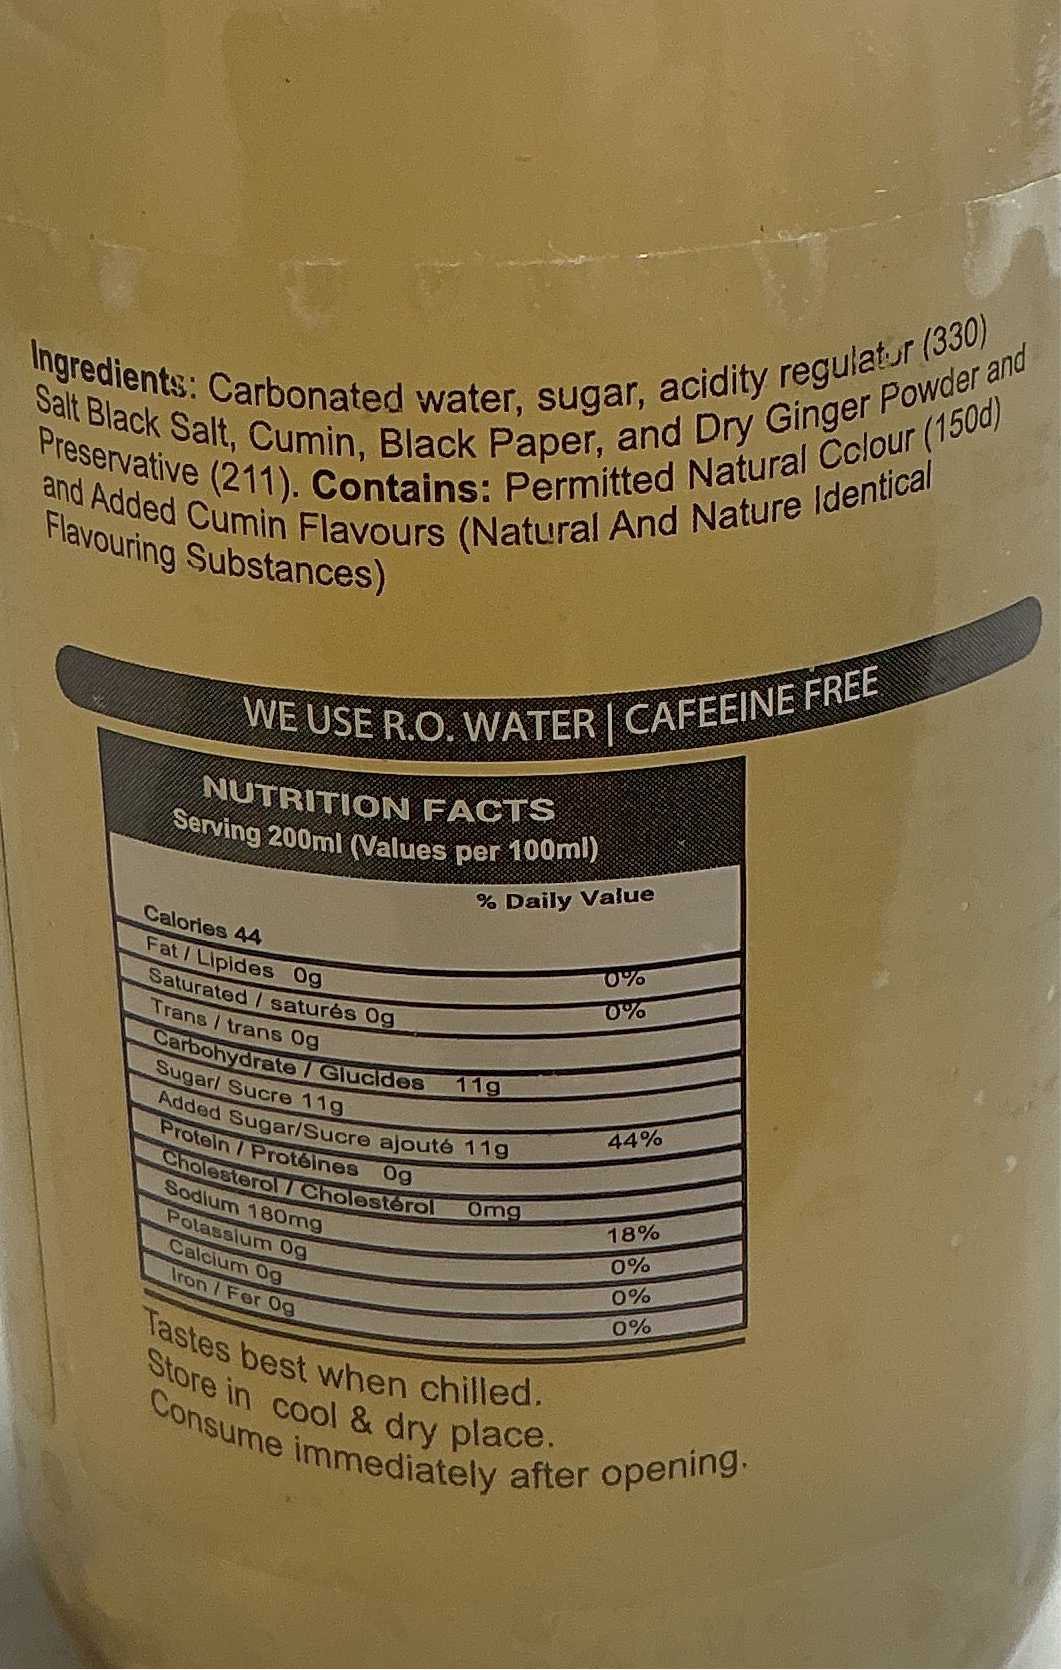 Ingredients: Carbonated water, sugar, acidity regulatur (330)
Salt Black Salt, Cumin, Black Paper, and Dry Ginger Powder and
Preservative (211). Contains: Permitted Natural Cclour (150d)
and Added Cumin Flavours (Natural And Nature Identical
Flavouring Substances)
WE USE R.O. WATER | CAFEEINE FREE
NUTRITION FACTS
Serving 200ml (Values per 100ml)
% Daily Value
Calories 44
Fat / Lipides 0g 0%
Saturated / saturés 0g 0%
Trans / trans 0g
Carbohydrate / Glucides 11g
Sugar/ Sucre 11g
Added Sugar/Sucre ajouté 11g 44%
Protein / Protéines 0g
Cholesterol / Cholestérol 0mg
Sodium 180mg 18%
Potassium 0g 0%
Calcium 0g 0%
Iron / Fer 0g 0%
Tastes best when chilled.
Store in cool & dry place.
Consume immediately after opening.